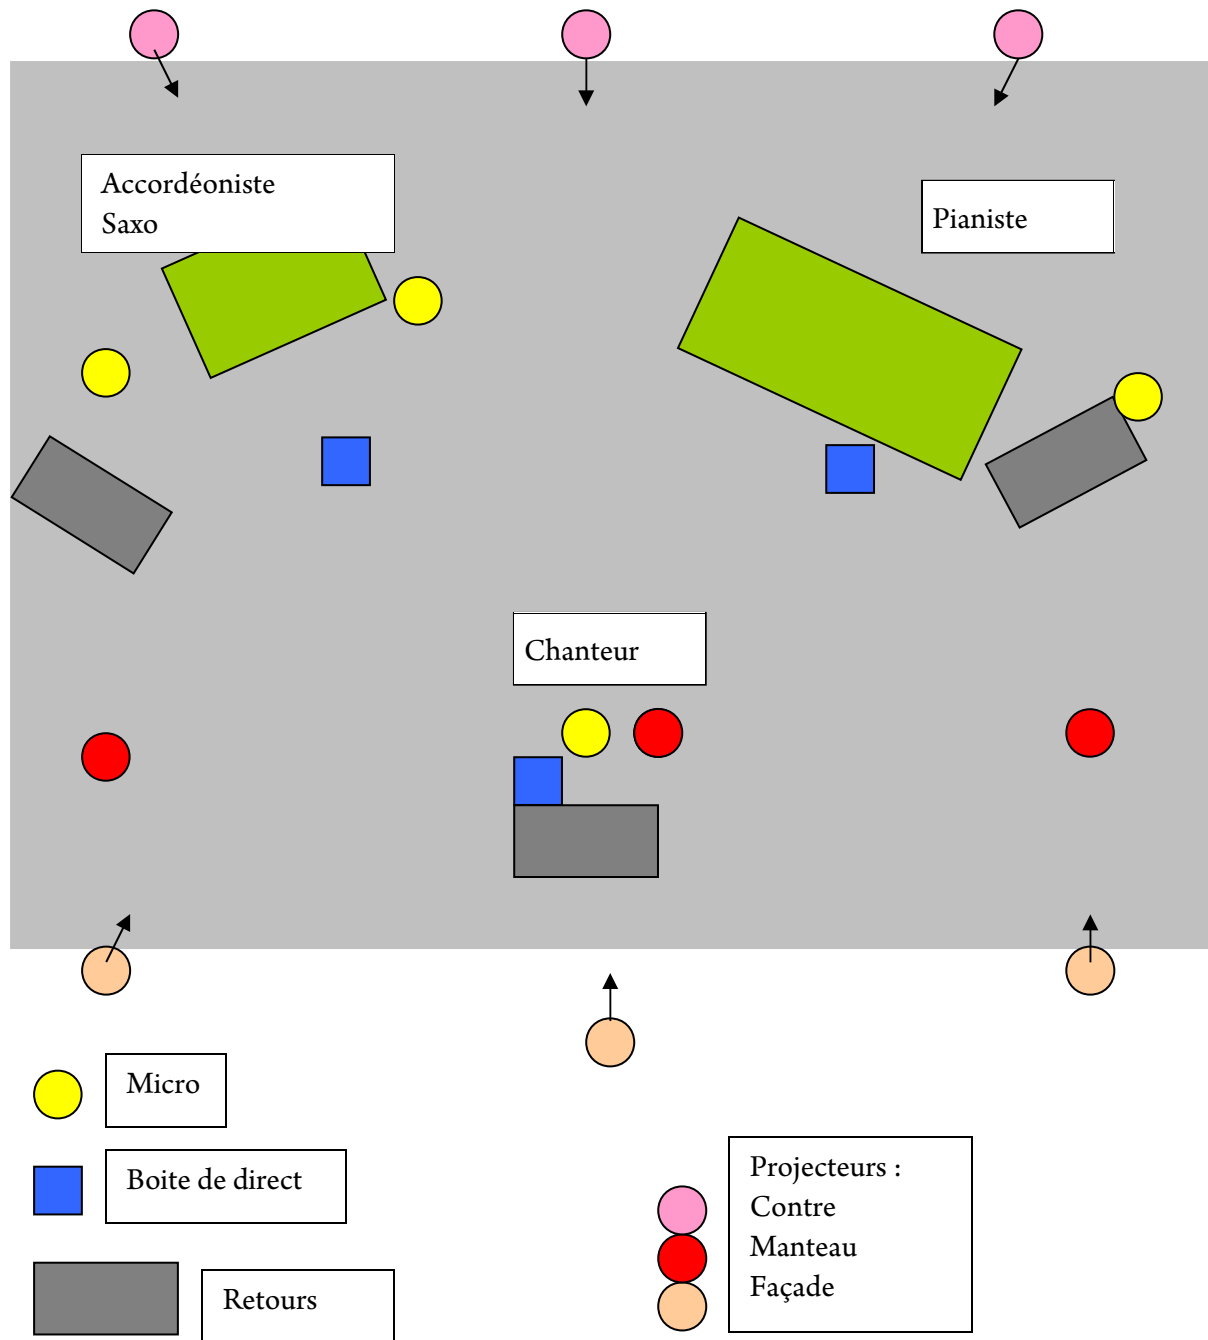 Accordéoniste
Saxo
Pianiste
Chanteur
Micro
Boite de direct
Retours
Projecteurs :
Contre
Manteau
Façade